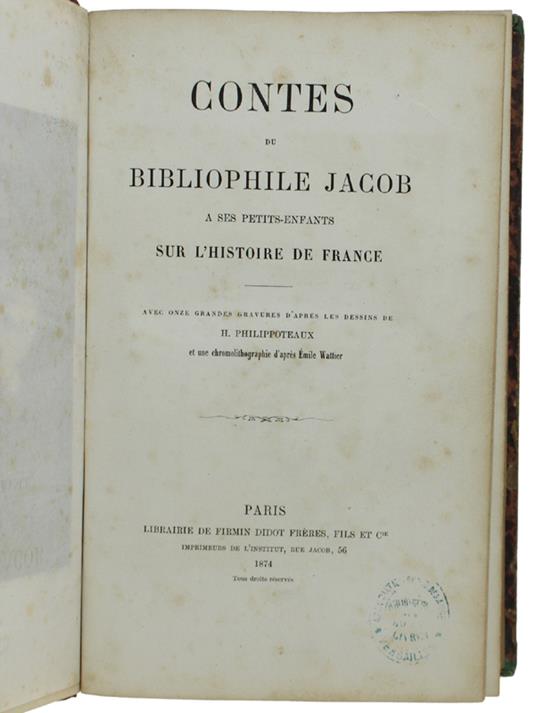 CONTES
DU
BIBLIOPHILE JACOB
A SES PETITS-ENFANTS
SUR L'HISTOIRE DE FRANCE
AVEC ONZE GRANDES GRAVURES D'APRÈS LES DESSINS DE
H. PHILIPPOTEAUX
et une chromolithographie d'après Émile Wattier
PARIS
LIBRAIRIE DE FIRMIN DIDOT FRÈRES, FILS ET Cie
IMPRIMEURS DE L'INSTITUT, RUE JACOB, 56
1874
Tous droits réservés